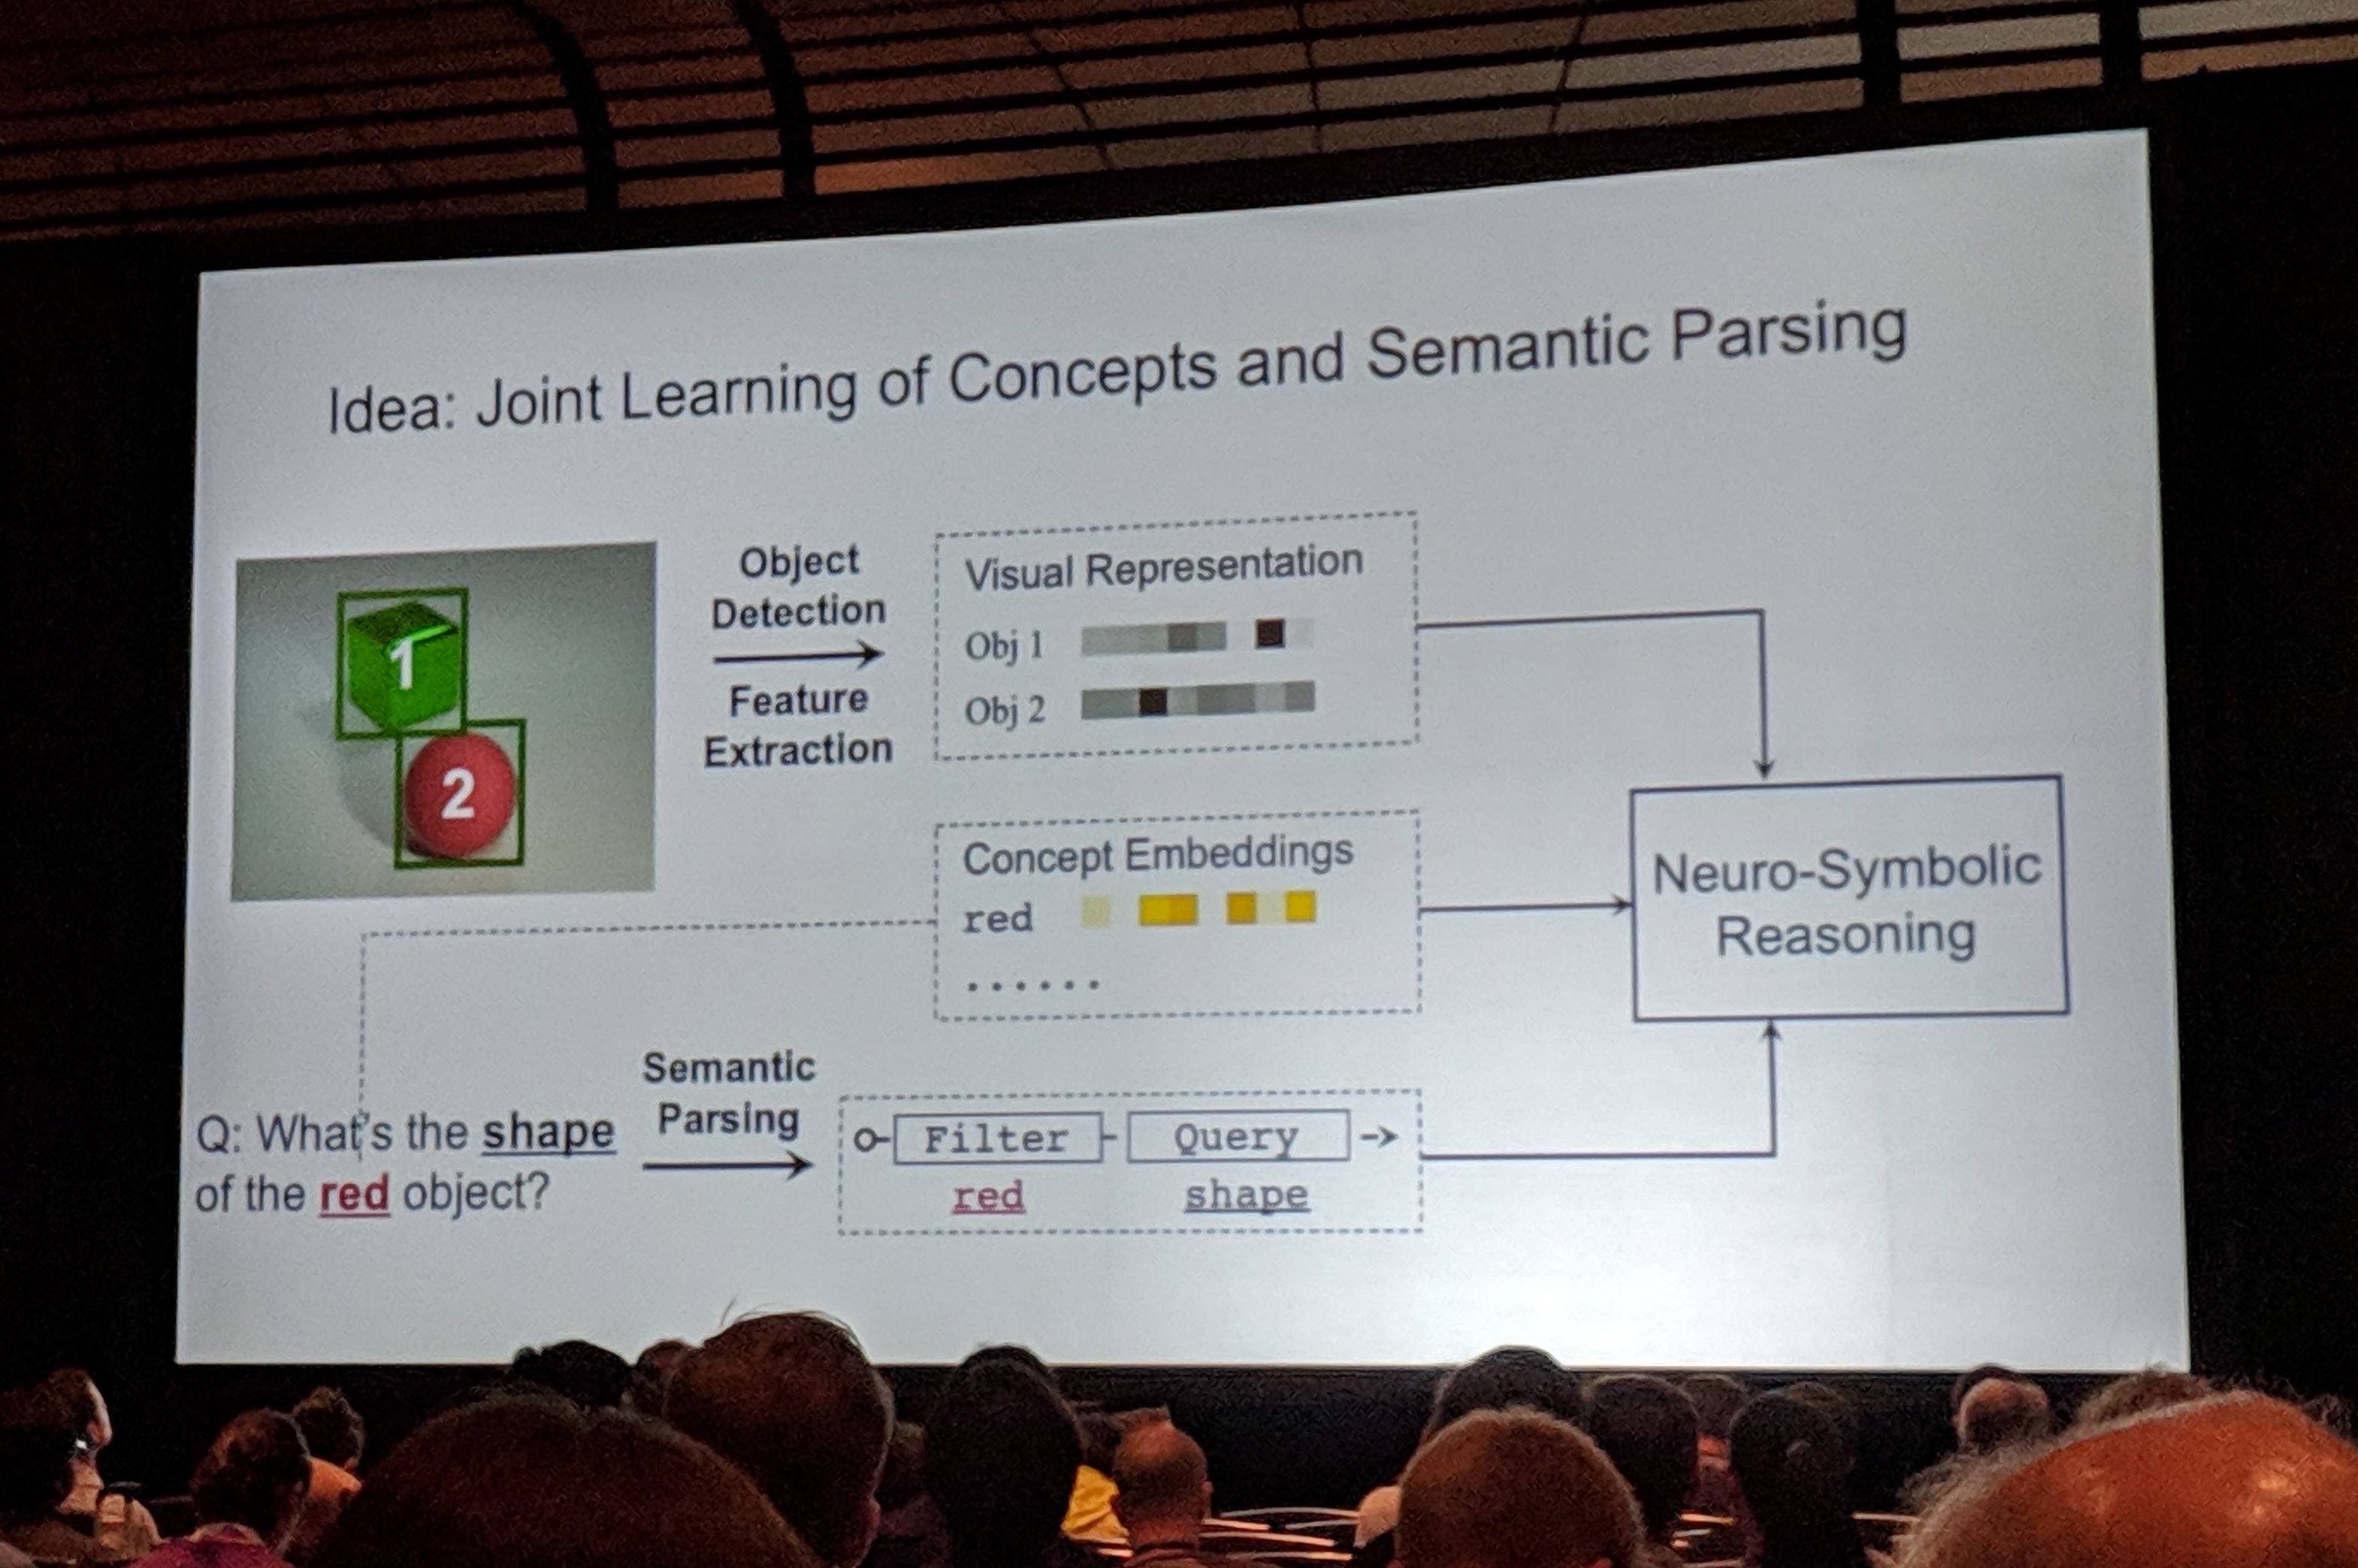 Idea: Joint Learning of Concepts and Semantic Parsing
1
2
Object
Detection
Feature
Extraction
Visual Representation
Obj 1
Obj 2
Concept Embeddings
red
......
Neuro-Symbolic
Reasoning
Q: What's the shape
of the red object?
Semantic
Parsing
Filter
Query
red
shape